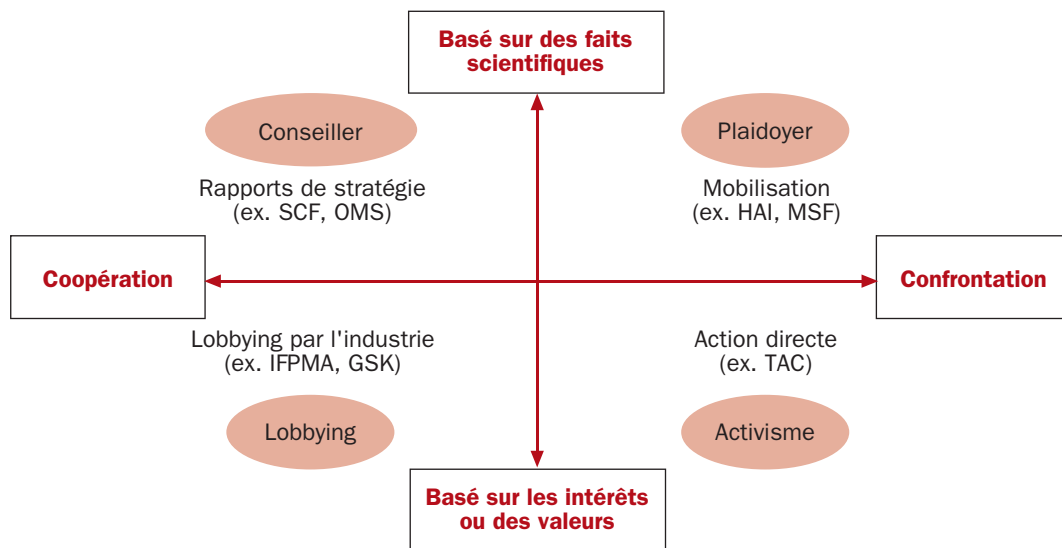 Basé sur des faits
scientifiques
Conseiller
Plaidoyer
Rapports de stratégie
(ex. SCF, OMS)
Mobilisation
(ex. HAI, MSF)
Coopération
Confrontation
Lobbying par l'industrie
(ex. IFPMA, GSK)
Action directe
(ex. TAC)
Lobbying
Activisme
Basé sur les intérêts
ou des valeurs